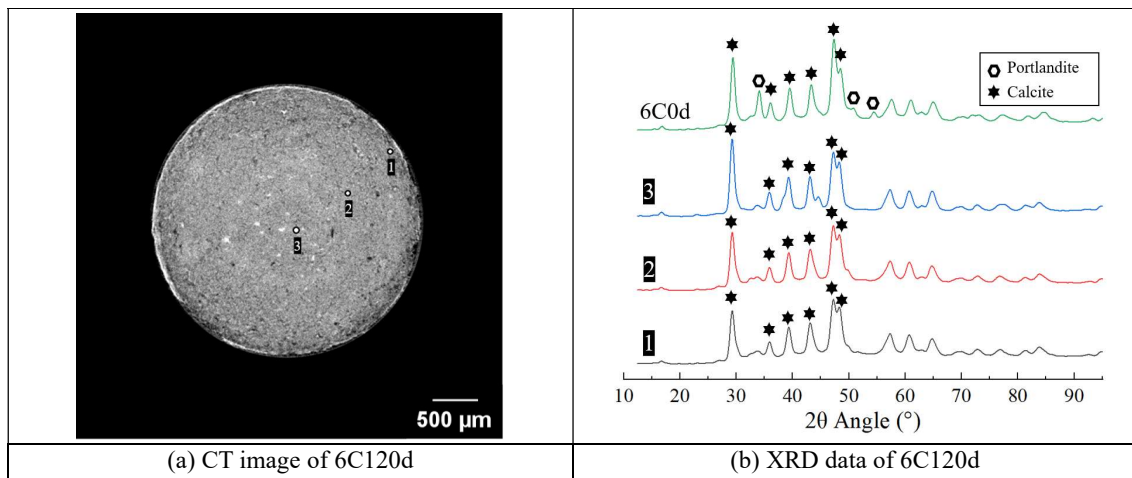 1
2
3
500 µm
Portlandite
Calcite
6C0d
3
2
1
10 20 30 40 50 60 70 80 90
2θ Angle (°)
(a) CT image of 6C120d
(b) XRD data of 6C120d